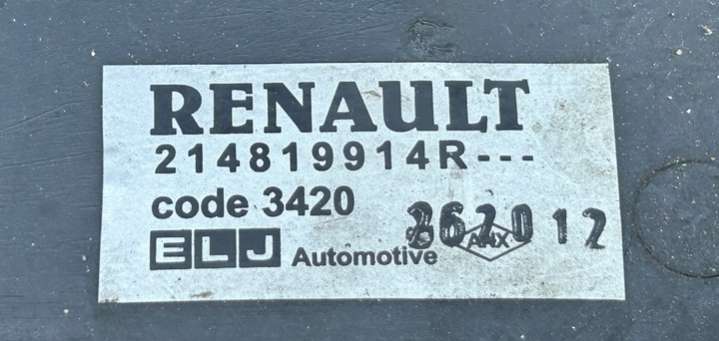 RENAULT
214819914R---
code 3420
ELJ Automotive